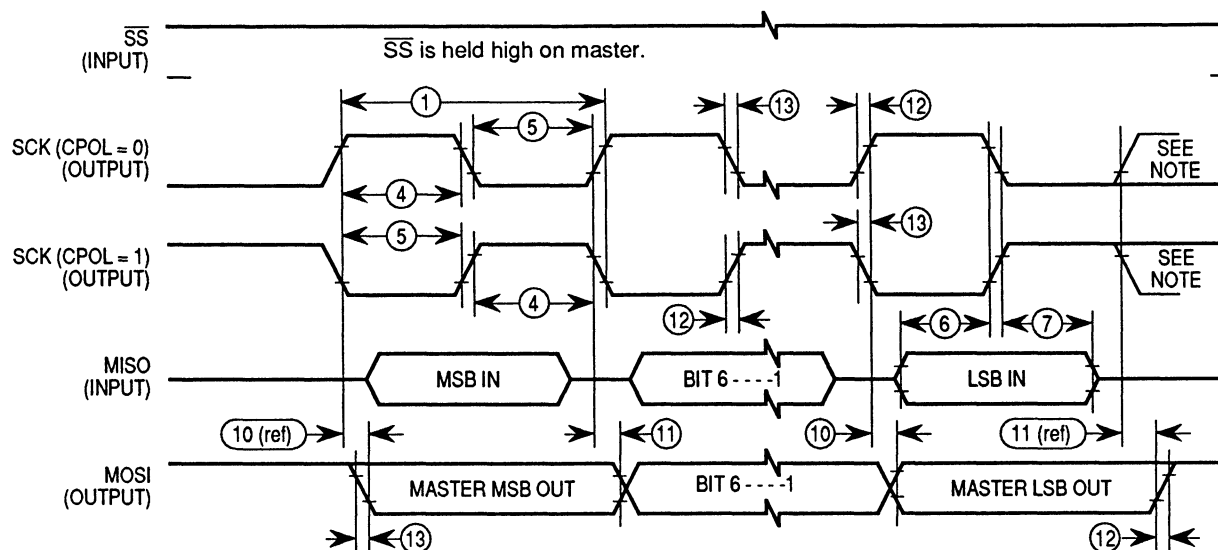 SS
(INPUT)
SS is held high on master.
1
13
12
5
SCK (CPOL = 0)
(OUTPUT)
SEE
NOTE
4
13
5
SCK (CPOL = 1)
(OUTPUT)
SEE
NOTE
4
12
6
7
MISO
(INPUT)
MSB IN
BIT 6 - - - - -1
LSB IN
10 (ref)
11
10
11 (ref)
MOSI
(OUTPUT)
MASTER MSB OUT
BIT 6 - - - - -1
MASTER LSB OUT
13
12